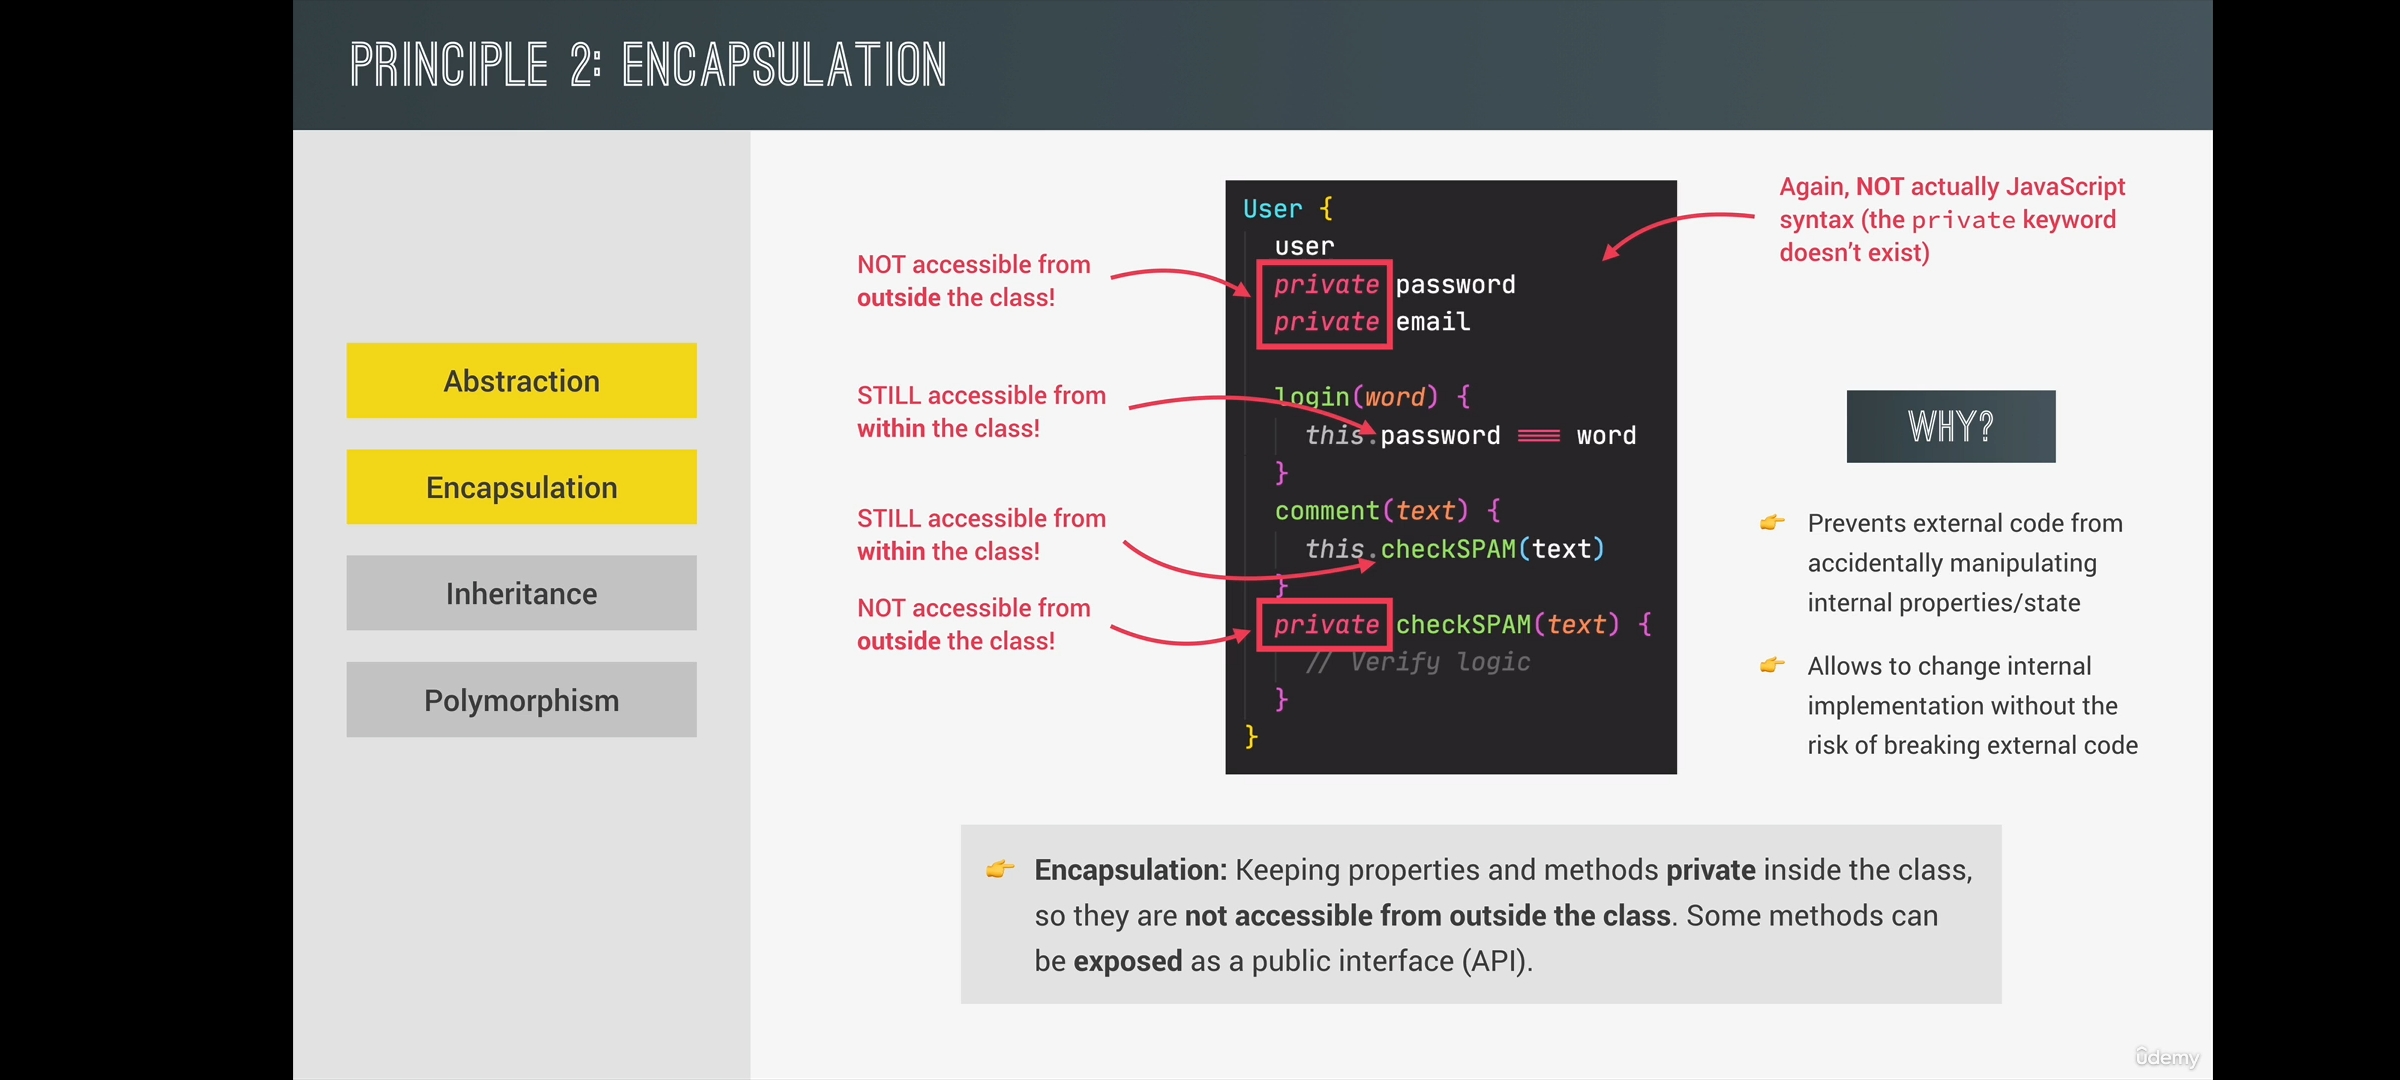 PRINCIPLE 2: ENCAPSULATION
Abstraction
Encapsulation
Inheritance
Polymorphism
NOT accessible from
outside the class!
STILL accessible from
within the class!
STILL accessible from
within the class!
NOT accessible from
outside the class!
User {
user
private password
private email
login(word) {
this.password === word
}
comment(text) {
this.checkSPAM(text)
}
private checkSPAM(text) {
// Verify logic
}
}
Again, NOT actually JavaScript
syntax (the private keyword
doesn’t exist)
WHY?
👉 Prevents external code from
accidentally manipulating
internal properties/state
👉 Allows to change internal
implementation without the
risk of breaking external code
👉 Encapsulation: Keeping properties and methods private inside the class,
so they are not accessible from outside the class. Some methods can
be exposed as a public interface (API).
ûdemy